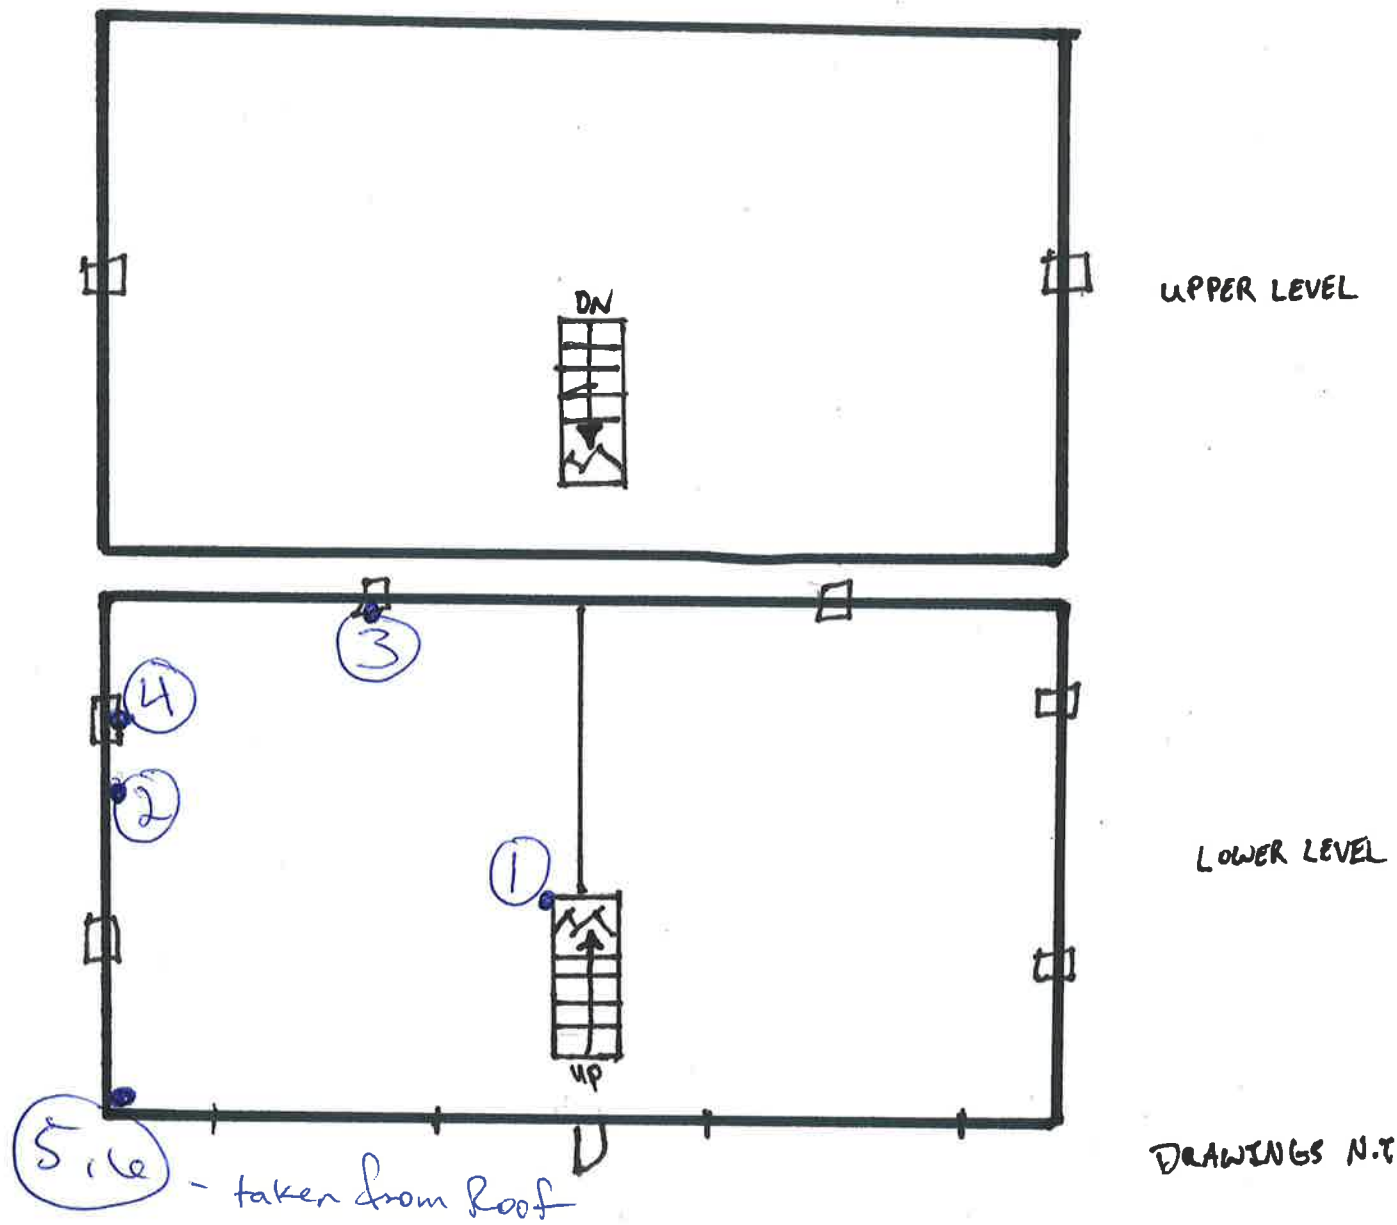 DN
UPPER LEVEL
3
4
2
1
LOWER LEVEL
UP
D
5,6 - taken from Roof
DRAWINGS N.T